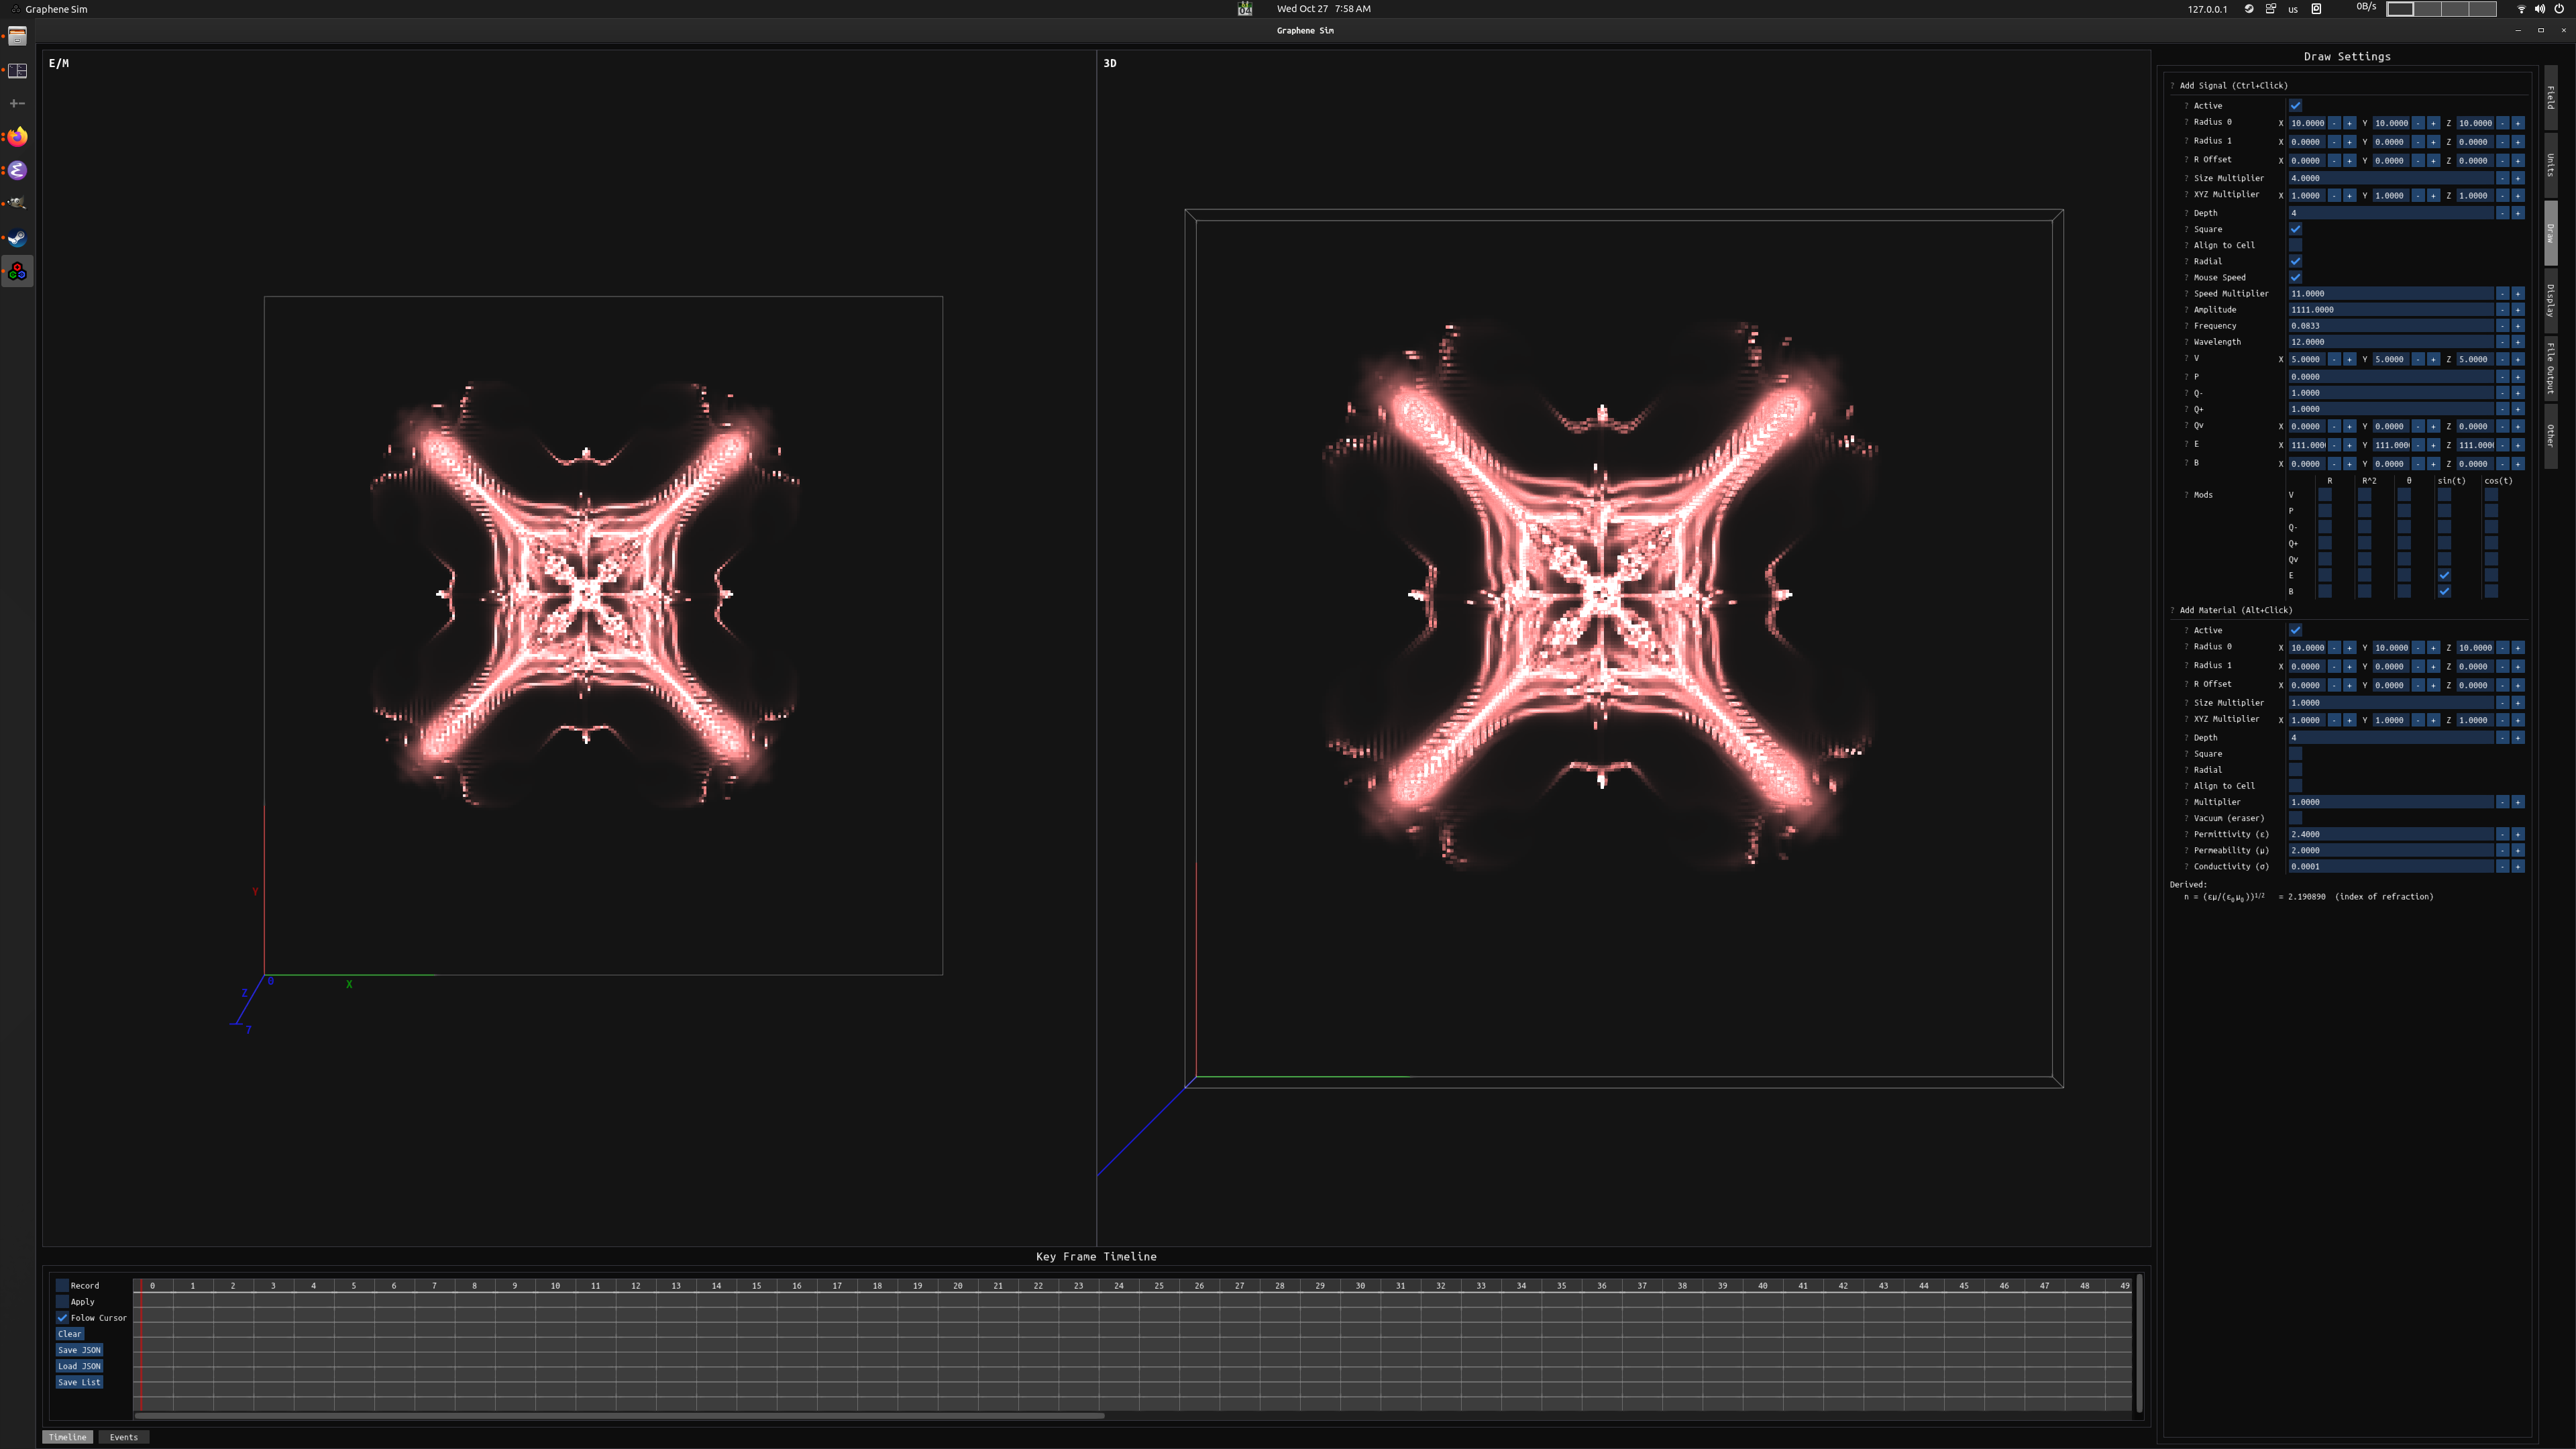 Graphene Sim
Wed Oct 27 7:58 AM
127.0.0.1
us
0B/s
Graphene Sim
E/M
Y
X
Z
0
7
3D
Draw Settings
? Add Signal (Ctrl+Click)
? Active
? Radius 0 X 10.0000 - + Y 10.0000 - + Z 10.0000 - +
? Radius 1 X 0.0000 - + Y 0.0000 - + Z 0.0000 - +
? R Offset X 0.0000 - + Y 0.0000 - + Z 0.0000 - +
? Size Multiplier 4.0000 - +
? XYZ Multiplier X 1.0000 - + Y 1.0000 - + Z 1.0000 - +
? Depth 4 - +
? Square
? Align to Cell
? Radial
? Mouse Speed
? Speed Multiplier 11.0000 - +
? Amplitude 1111.0000 - +
? Frequency 0.0833 - +
? Wavelength 12.0000 - +
? V X 5.0000 - + Y 5.0000 - + Z 5.0000 - +
? P 0.0000 - +
? Q- 1.0000 - +
? Q+ 1.0000 - +
? Qv X 0.0000 - + Y 0.0000 - + Z 0.0000 - +
? E X 111.000 - + Y 111.000 - + Z 111.000 - +
? B X 0.0000 - + Y 0.0000 - + Z 0.0000 - +
R R^2 θ sin(t) cos(t)
? Mods V
P
Q-
Q+
Qv
E
B
? Add Material (Alt+Click)
? Active
? Radius 0 X 10.0000 - + Y 10.0000 - + Z 10.0000 - +
? Radius 1 X 0.0000 - + Y 0.0000 - + Z 0.0000 - +
? R Offset X 0.0000 - + Y 0.0000 - + Z 0.0000 - +
? Size Multiplier 1.0000 - +
? XYZ Multiplier X 1.0000 - + Y 1.0000 - + Z 1.0000 - +
? Depth 4 - +
? Square
? Radial
? Align to Cell
? Multiplier 1.0000 - +
? Vacuum (eraser)
? Permittivity (ε) 2.4000 - +
? Permeability (μ) 2.0000 - +
? Conductivity (σ) 0.0001 - +
Derived:
n = (εμ/(ε₀μ₀))¹/² = 2.190890 (index of refraction)
Field
Units
Draw
Display
File Output
Other
Key Frame Timeline
0 1 2 3 4 5 6 7 8 9 10 11 12 13 14 15 16 17 18 19 20 21 22 23 24 25 26 27 28 29 30 31 32 33 34 35 36 37 38 39 40 41 42 43 44 45 46 47 48 49
Record
Apply
Folow Cursor
Clear
Save JSON
Load JSON
Save List
Timeline Events